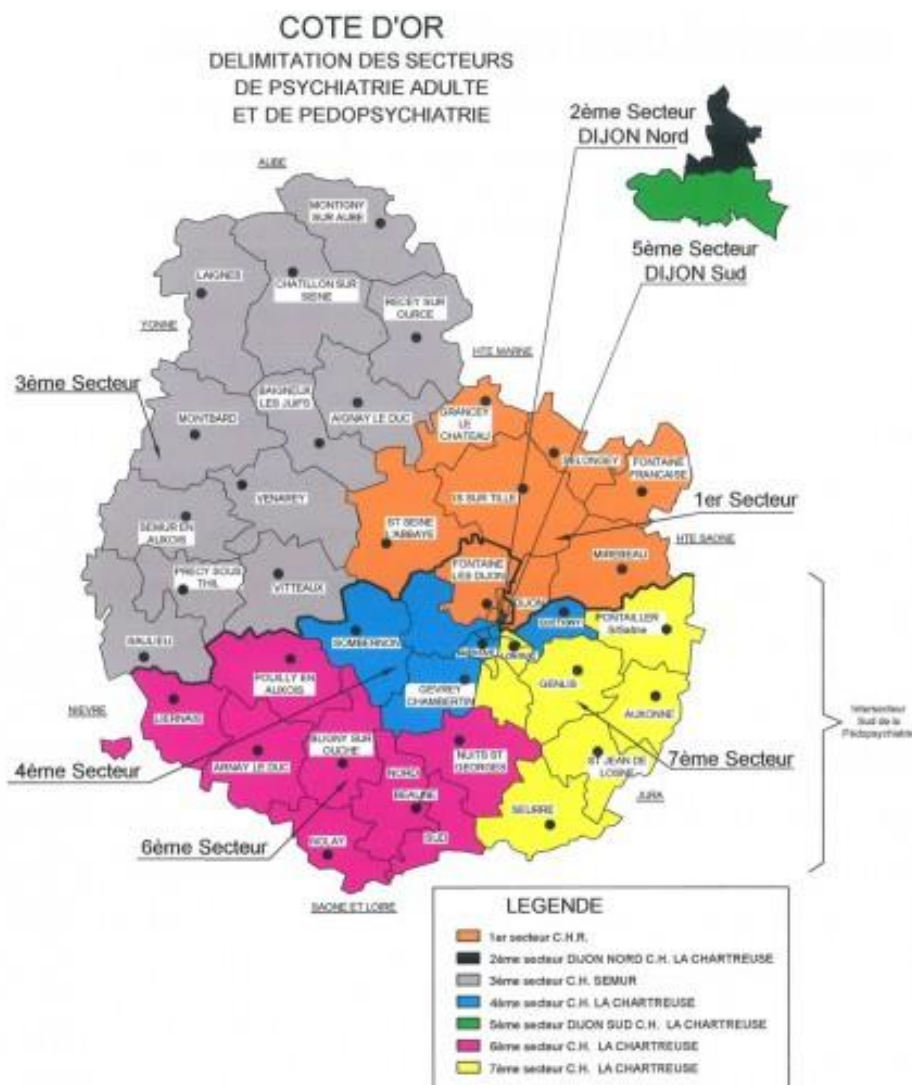 COTE D'OR
DELIMITATION DES SECTEURS
DE PSYCHIATRIE ADULTE
ET DE PEDOPSYCHIATRIE
2ème Secteur
DIJON Nord
5ème Secteur
DIJON Sud
AUBE
MONTIGNY
SUR AUBE
LAIGNES
CHATILLON SUR
SEINE
RECEY SUR
OURCE
YONNE
HTE MARNE
3ème Secteur
BAIGNEUX
LES JUIFS
AIGNAY LE DUC
MONTBARD
GRANCEY
LE
CHATEAU
SELONGEY
FONTAINE
FRANCAISE
VENAREY
IS SUR TILLE
1er Secteur
SEMUR EN
AUXOIS
ST SEINE
L'ABBAYE
HTE SAONE
MIREBEAU
PRECY SOUS
THIL
VITTEAUX
FONTAINE
LES DIJON
DIJON
PONTAILLER
S/Saône
SOMBERNON
SAULIEU
POUILLY EN
AUXOIS
GEVREY
CHAMBERTIN
GENLIS
AUXONNE
NIEVRE
LIERNAIS
Intersecteur
Sud de la
Pédopsychiatrie
BLIGNY SUR
OUCHE
NUITS ST
GEORGES
ST JEAN DE
LOSNE
7ème Secteur
4ème Secteur
ARNAY LE DUC
NORD
BEAUNE
JURA
SEURRE
6ème Secteur
SUD
NOLAY
SAONE ET LOIRE
LEGENDE
1er secteur C.H.R.
2ème secteur DIJON NORD C.H. LA CHARTREUSE
3ème secteur C.H. SEMUR
4ème secteur C.H. LA CHARTREUSE
5ème secteur DIJON SUD C.H. LA CHARTREUSE
6ème secteur C.H. LA CHARTREUSE
7ème secteur C.H. LA CHARTREUSE